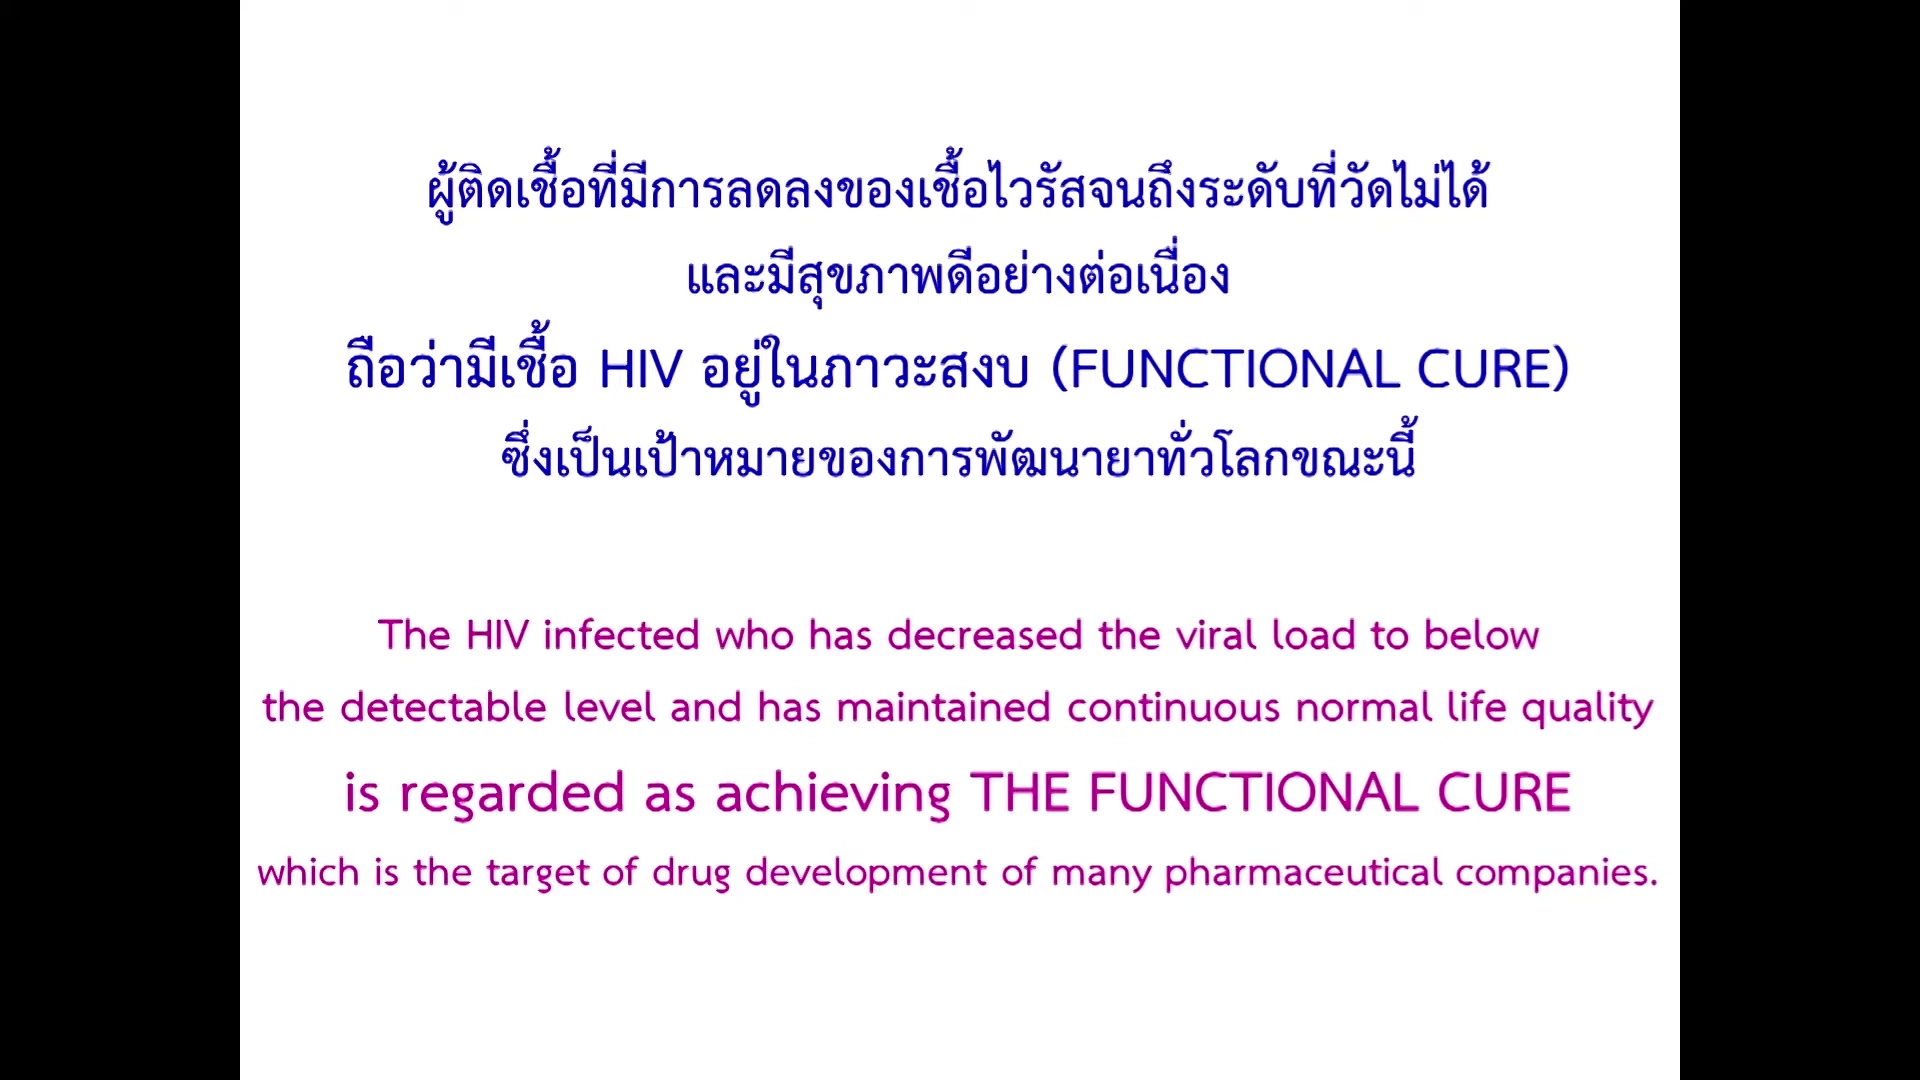 ผู้ติดเชื้อที่มีการลดลงของเชื้อไวรัสจนถึงระดับที่วัดไม่ได้
และมีสุขภาพดีอย่างต่อเนื่อง
ถือว่ามีเชื้อ HIV อยู่ในภาวะสงบ (FUNCTIONAL CURE)
ซึ่งเป็นเป้าหมายของการพัฒนายาทั่วโลกขณะนี้
The HIV infected who has decreased the viral load to below
the detectable level and has maintained continuous normal life quality
is regarded as achieving THE FUNCTIONAL CURE
which is the target of drug development of many pharmaceutical companies.